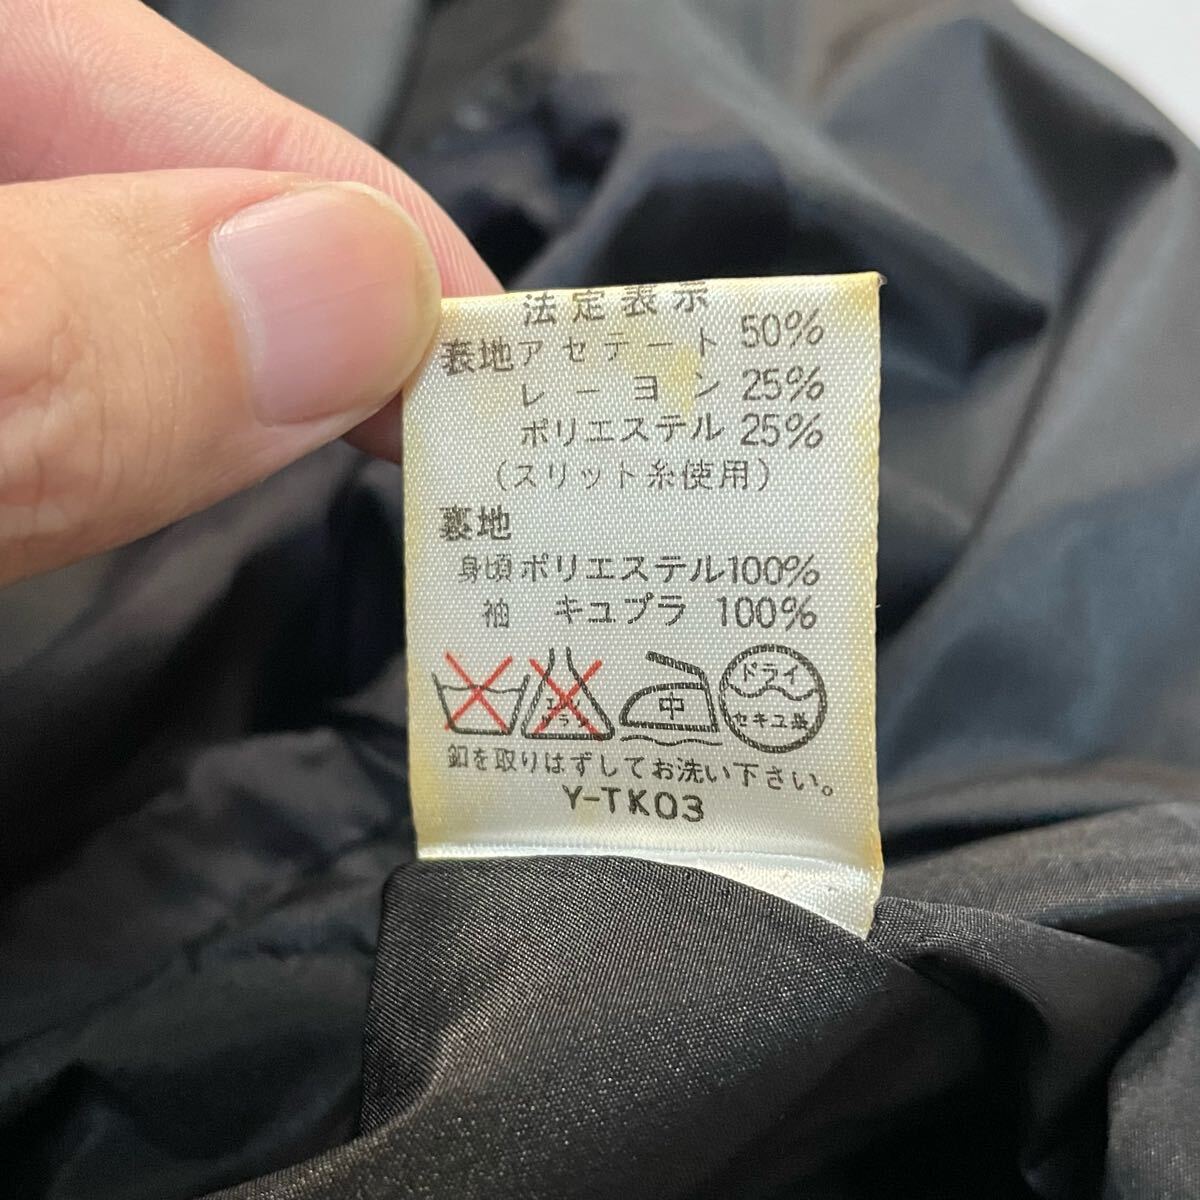 法定表示
表地アセテート 50%
レーヨン 25%
ポリエステル 25%
(スリット糸使用)
裏地
身頃ポリエステル100%
袖 キュプラ 100%
エンソ
中
ドライ
セキユ系
釦を取りはずしてお洗い下さい。
Y-TK03